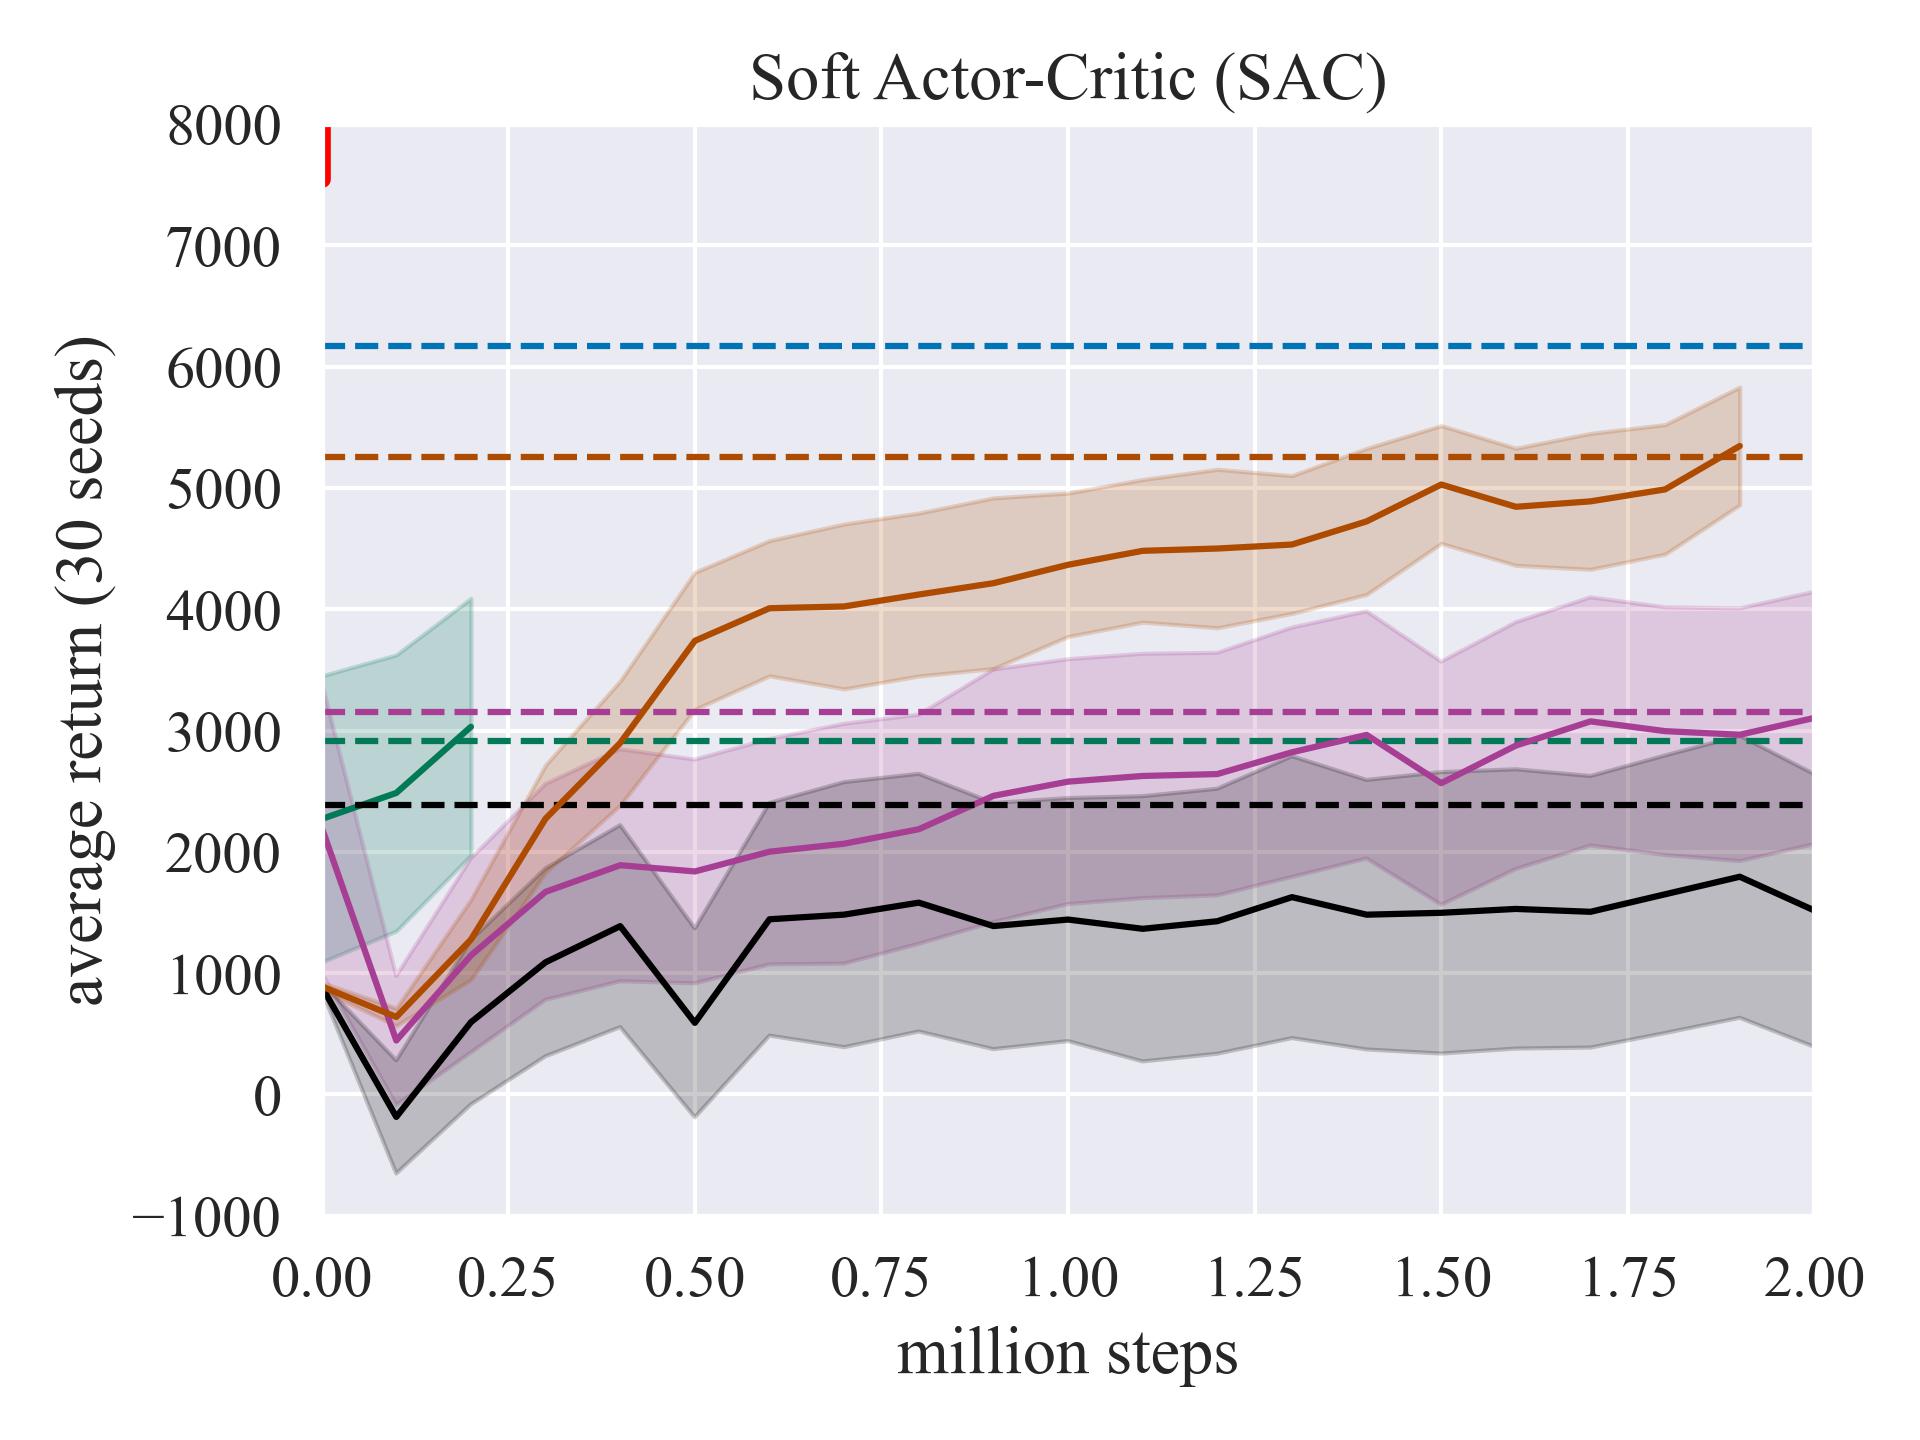 Soft Actor-Critic (SAC)
8000
7000
6000
5000
4000
3000
2000
1000
0
−1000
average return (30 seeds)
0.00 0.25 0.50 0.75 1.00 1.25 1.50 1.75 2.00
million steps